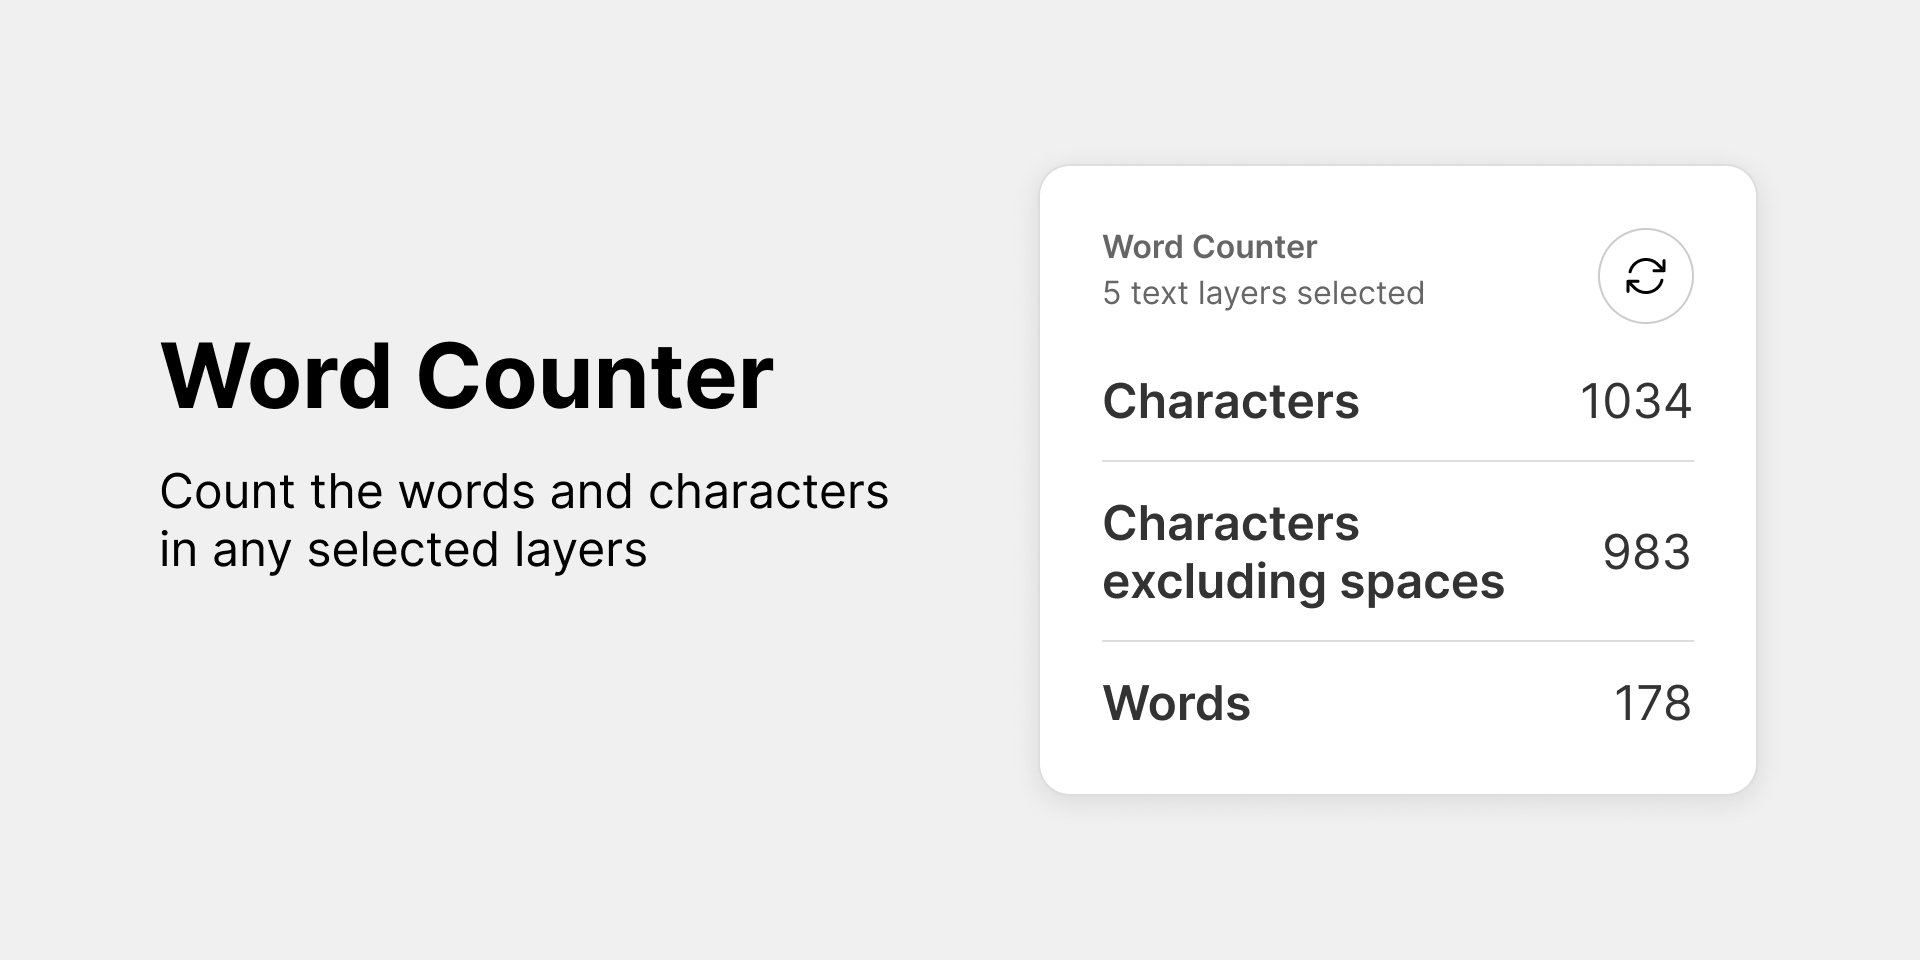 Word Counter
Count the words and characters
in any selected layers
Word Counter
5 text layers selected
Characters 1034
Characters
excluding spaces 983
Words 178